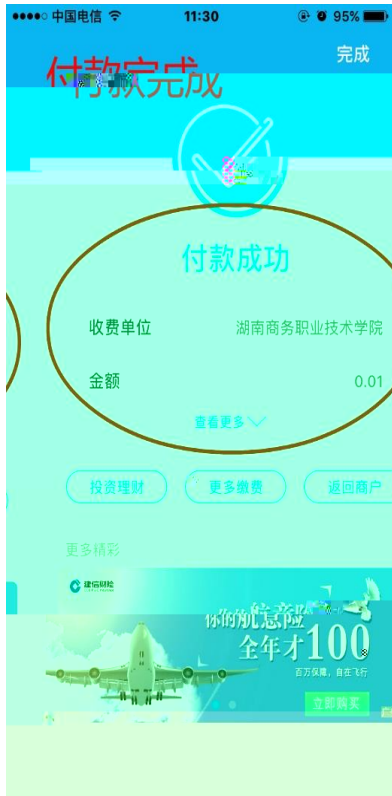 中国电信 11:30 95%
完成
付款完成
付款成功
收费单位 湖南商务职业技术学院
金额 0.01
查看更多
投资理财 更多缴费 返回商户
更多精彩
建信财险
你的航意险
全年才100
百万保障，自在飞行
立即购买